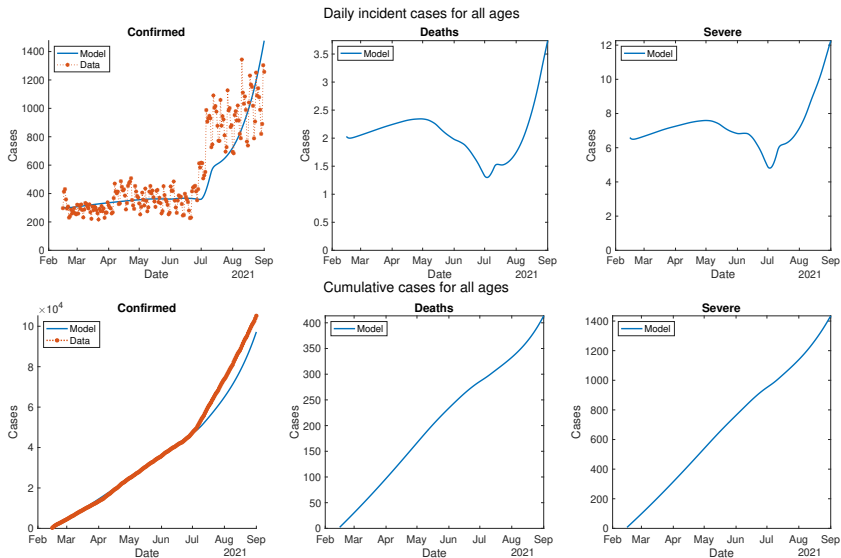 Daily incident cases for all ages
Confirmed
Deaths
Severe
Model
Data
Model
Model
1400
1200
1000
800
600
400
200
0
Cases
Feb Mar Apr May Jun Jul Aug Sep
Date
2021
3.5
3
2.5
2
1.5
1
0.5
0
Cases
Feb Mar Apr May Jun Jul Aug Sep
Date
2021
12
10
8
6
4
2
0
Cases
Feb Mar Apr May Jun Jul Aug Sep
Date
2021
Cumulative cases for all ages
×10⁴
Confirmed
Deaths
Severe
Model
Data
Model
Model
10
8
6
4
2
0
Cases
Feb Mar Apr May Jun Jul Aug Sep
Date
2021
400
350
300
250
200
150
100
50
0
Cases
Feb Mar Apr May Jun Jul Aug Sep
Date
2021
1400
1200
1000
800
600
400
200
0
Cases
Feb Mar Apr May Jun Jul Aug Sep
Date
2021